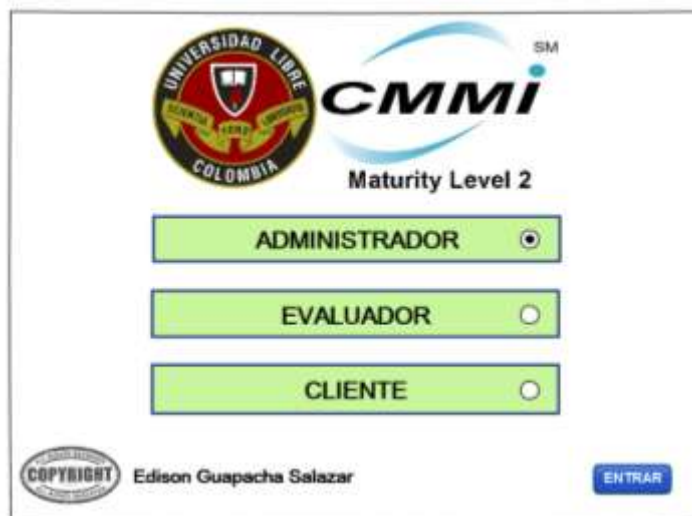 UNIVERSIDAD LIBRE
COLOMBIA
SM
CMMI
Maturity Level 2
ADMINISTRADOR
EVALUADOR
CLIENTE
COPYRIGHT
Edison Guapacha Salazar
ENTRAR